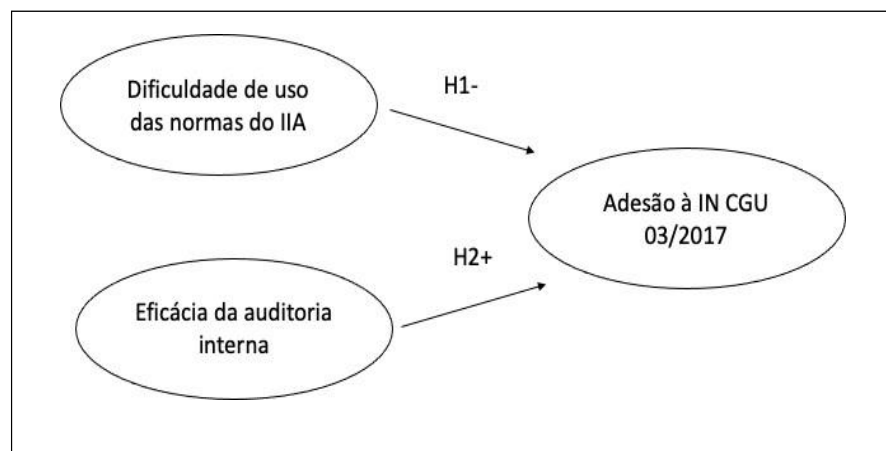 Dificuldade de uso
das normas do IIA
H1-
Adesão à IN CGU
03/2017
H2+
Eficácia da auditoria
interna